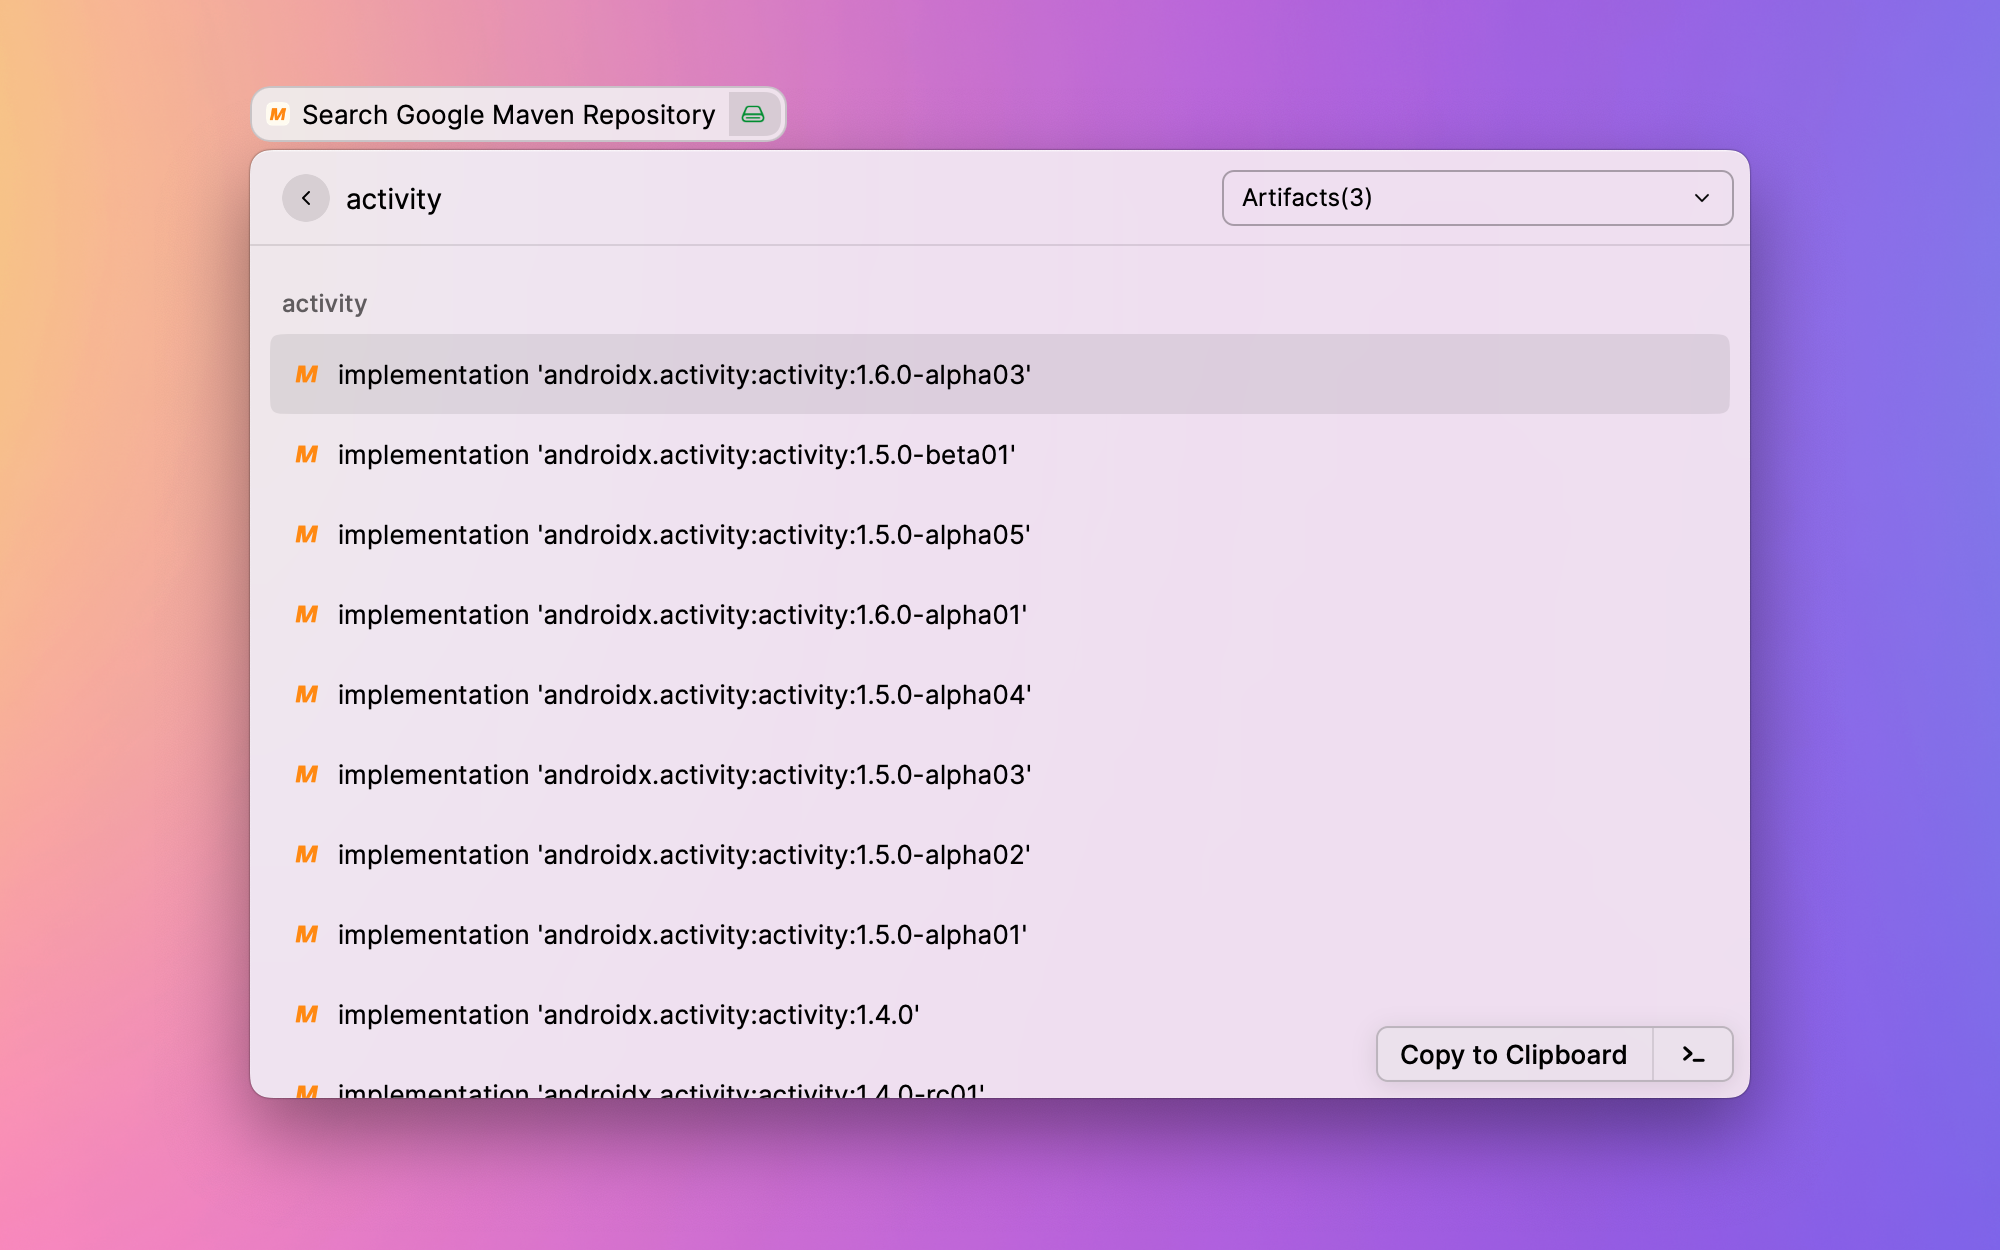 M Search Google Maven Repository
activity
Artifacts(3)
activity
M implementation 'androidx.activity:activity:1.6.0-alpha03'
M implementation 'androidx.activity:activity:1.5.0-beta01'
M implementation 'androidx.activity:activity:1.5.0-alpha05'
M implementation 'androidx.activity:activity:1.6.0-alpha01'
M implementation 'androidx.activity:activity:1.5.0-alpha04'
M implementation 'androidx.activity:activity:1.5.0-alpha03'
M implementation 'androidx.activity:activity:1.5.0-alpha02'
M implementation 'androidx.activity:activity:1.5.0-alpha01'
M implementation 'androidx.activity:activity:1.4.0'
Copy to Clipboard >_
M implementation 'androidx.activity:activity:1.4.0-rc01'